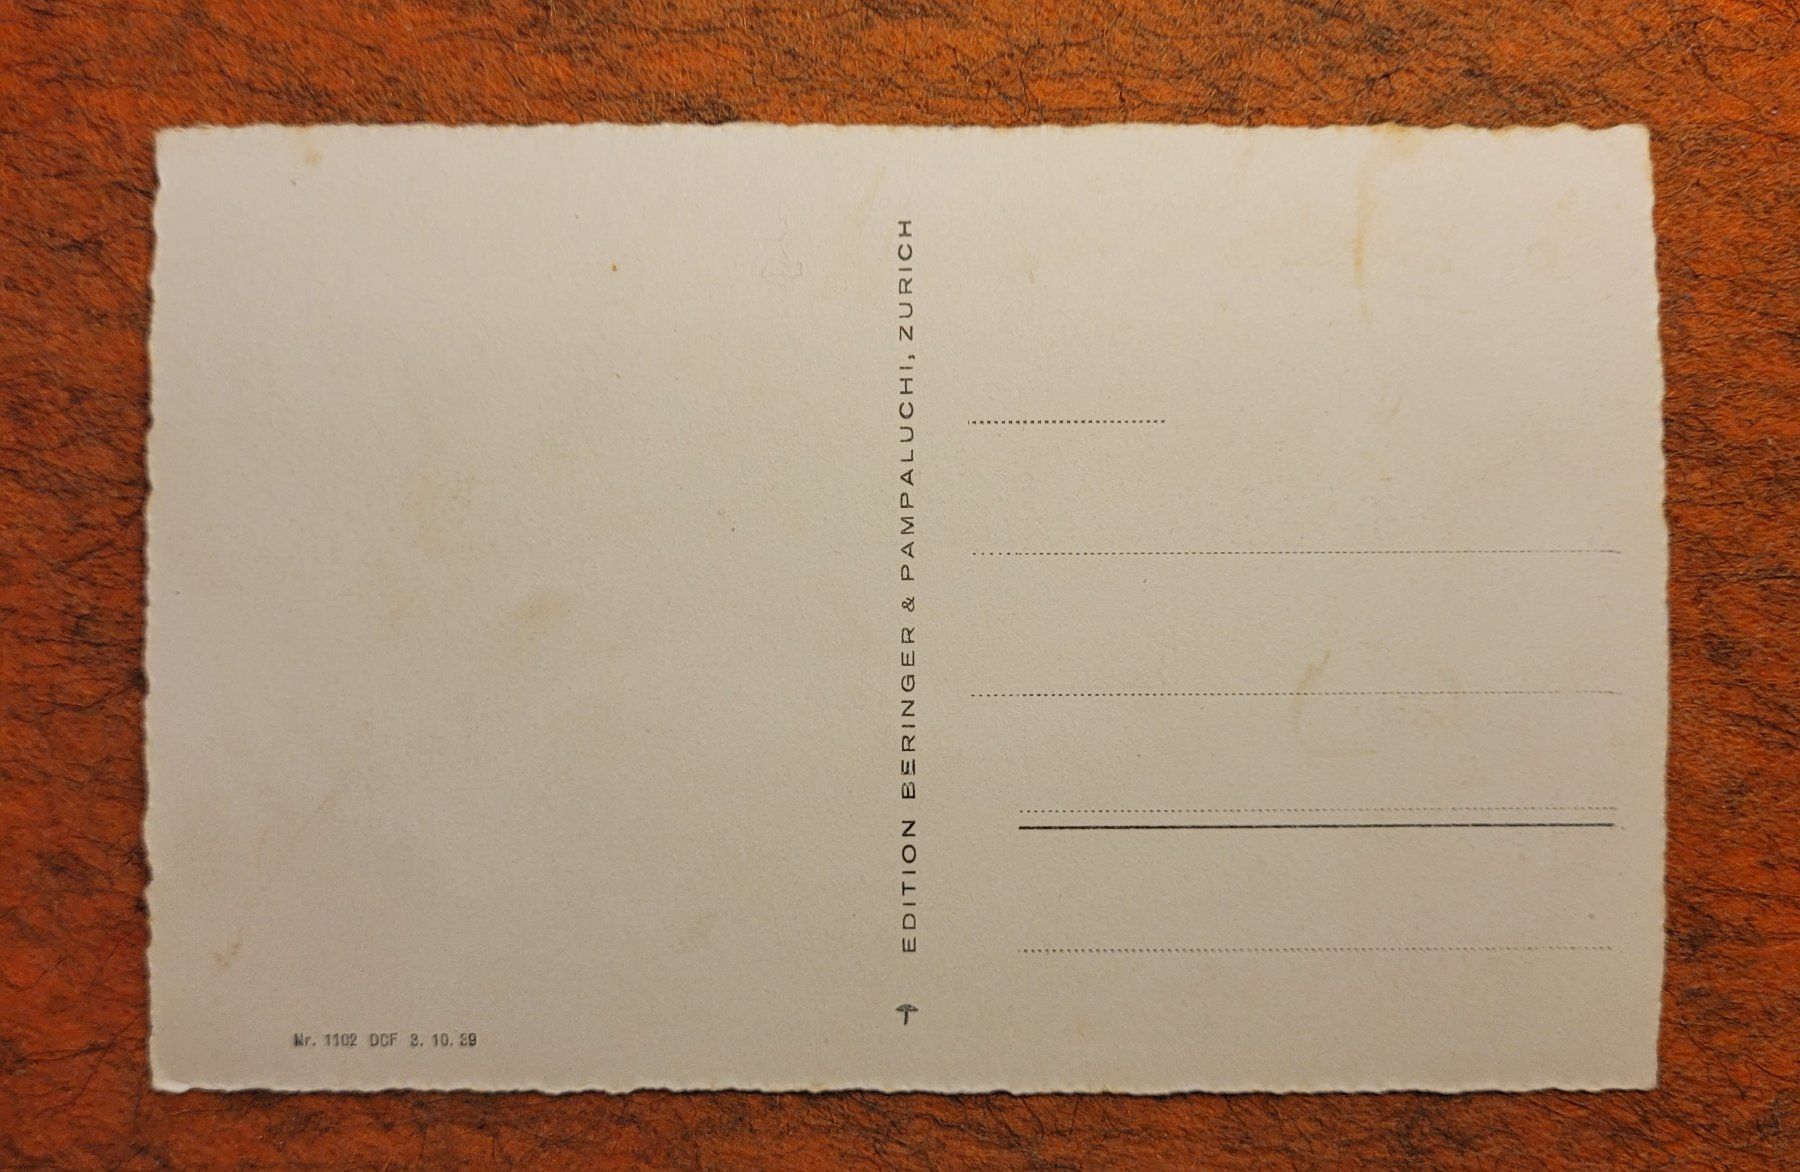 EDITION BERINGER & PAMPALUCHI, ZURICH
Nr. 1102 DCF 3. 10. 39